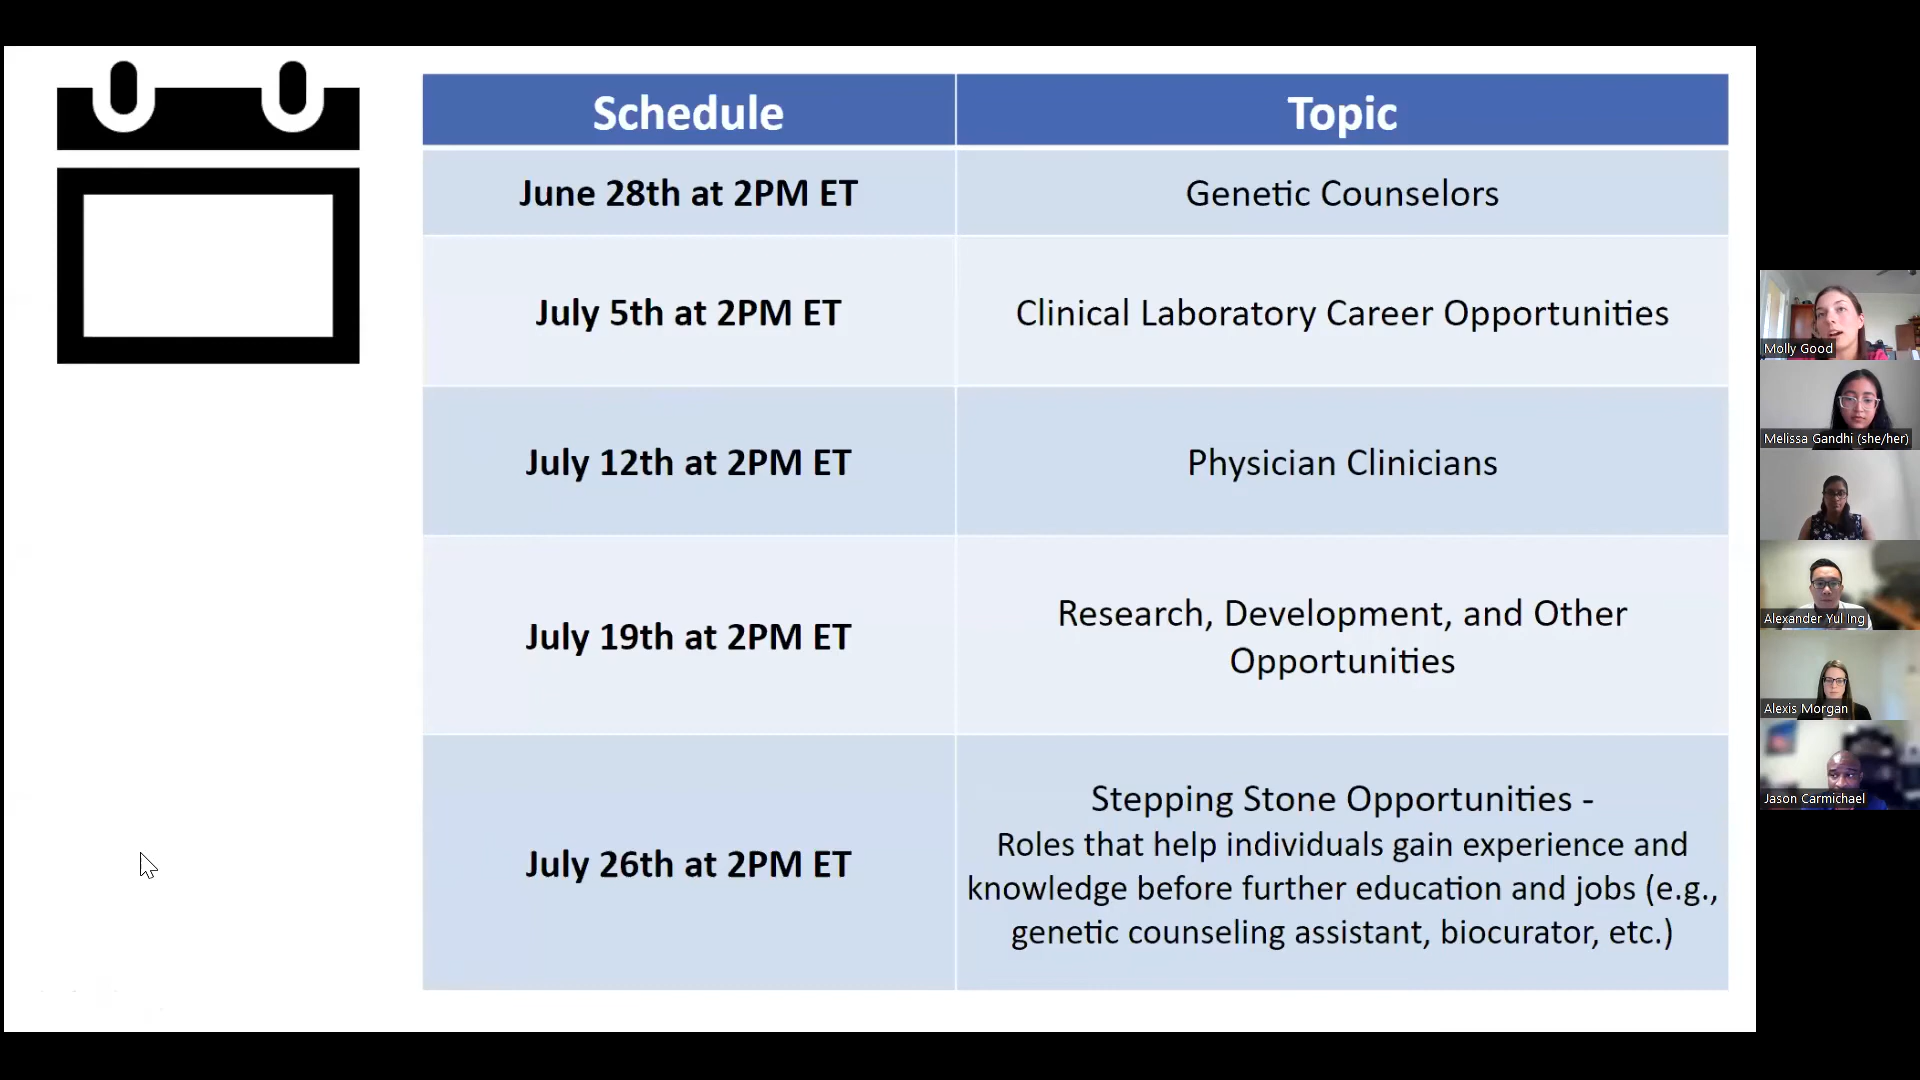 Schedule
Topic
June 28th at 2PM ET
Genetic Counselors
July 5th at 2PM ET
Clinical Laboratory Career Opportunities
July 12th at 2PM ET
Physician Clinicians
July 19th at 2PM ET
Research, Development, and Other
Opportunities
July 26th at 2PM ET
Stepping Stone Opportunities -
Roles that help individuals gain experience and
knowledge before further education and jobs (e.g.,
genetic counseling assistant, biocurator, etc.)
Molly Good
Melissa Gandhi (she/her)
Alexander Yul Ing
Alexis Morgan
Jason Carmichael